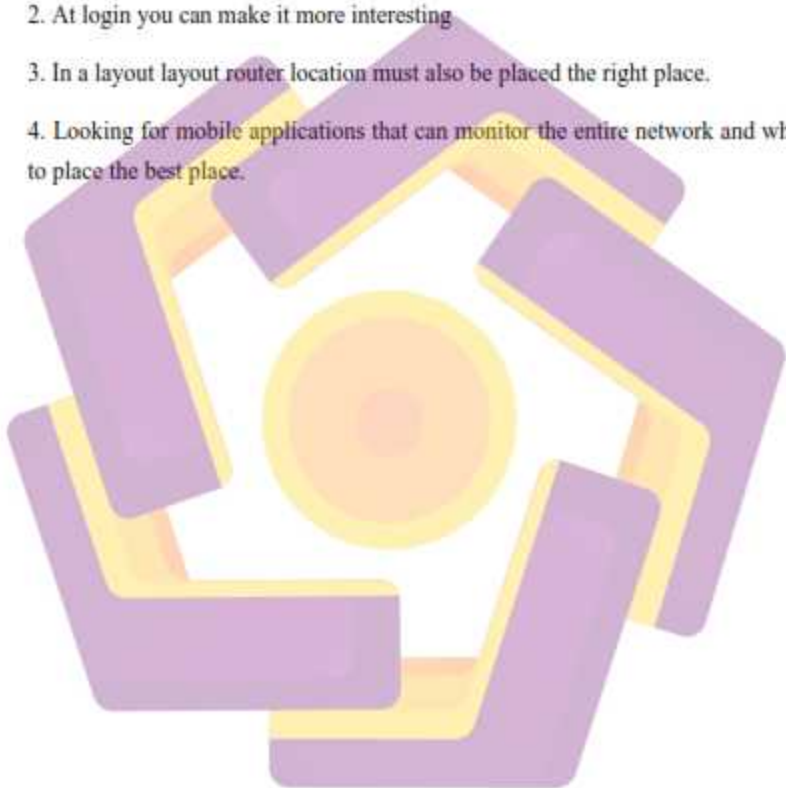 2. At login you can make it more interesting
3. In a layout layout router location must also be placed the right place.
4. Looking for mobile applications that can monitor the entire network and
to place the best place.